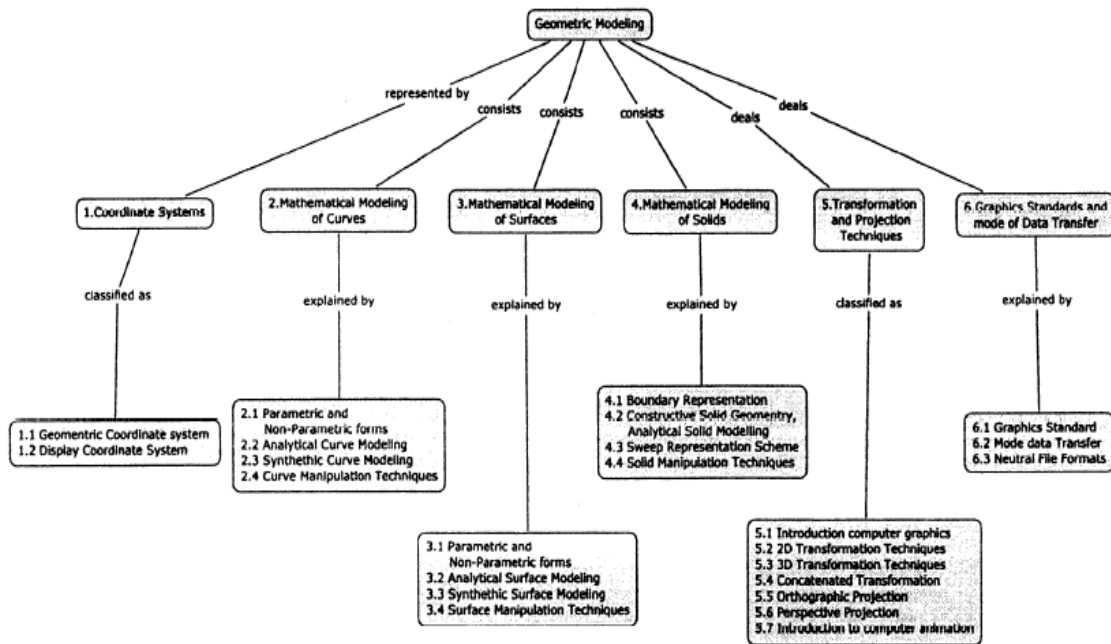 Geometric Modeling
represented by
consists
consists
consists
deals
deals
1.Coordinate Systems
2.Mathematical Modeling
of Curves
3.Mathematical Modeling
of Surfaces
4.Mathematical Modeling
of Solids
5.Transformation
and Projection
Techniques
6.Graphics Standards and
mode of Data Transfer
classified as
explained by
explained by
explained by
classified as
explained by
1.1 Geomentric Coordinate system
1.2 Display Coordinate System
2.1 Parametric and
Non-Parametric forms
2.2 Analytical Curve Modeling
2.3 Synthethic Curve Modeling
2.4 Curve Manipulation Techniques
3.1 Parametric and
Non-Parametric forms
3.2 Analytical Surface Modeling
3.3 Synthethic Surface Modeling
3.4 Surface Manipulation Techniques
4.1 Boundary Representation
4.2 Constructive Solid Geomentry,
Analytical Solid Modelling
4.3 Sweep Representation Scheme
4.4 Solid Manipulation Techniques
5.1 Introduction computer graphics
5.2 2D Transformation Techniques
5.3 3D Transformation Techniques
5.4 Concatenated Transformation
5.5 Orthographic Projection
5.6 Perspective Projection
5.7 Introduction to computer animation
6.1 Graphics Standard
6.2 Mode data Transfer
6.3 Neutral File Formats